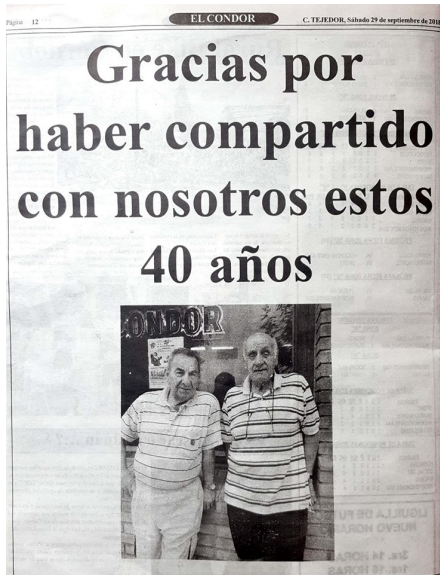 Página 12
EL CONDOR
C. TEJEDOR, Sábado 29 de septiembre de 2018
Gracias por
haber compartido
con nosotros estos
40 años
CONDOR